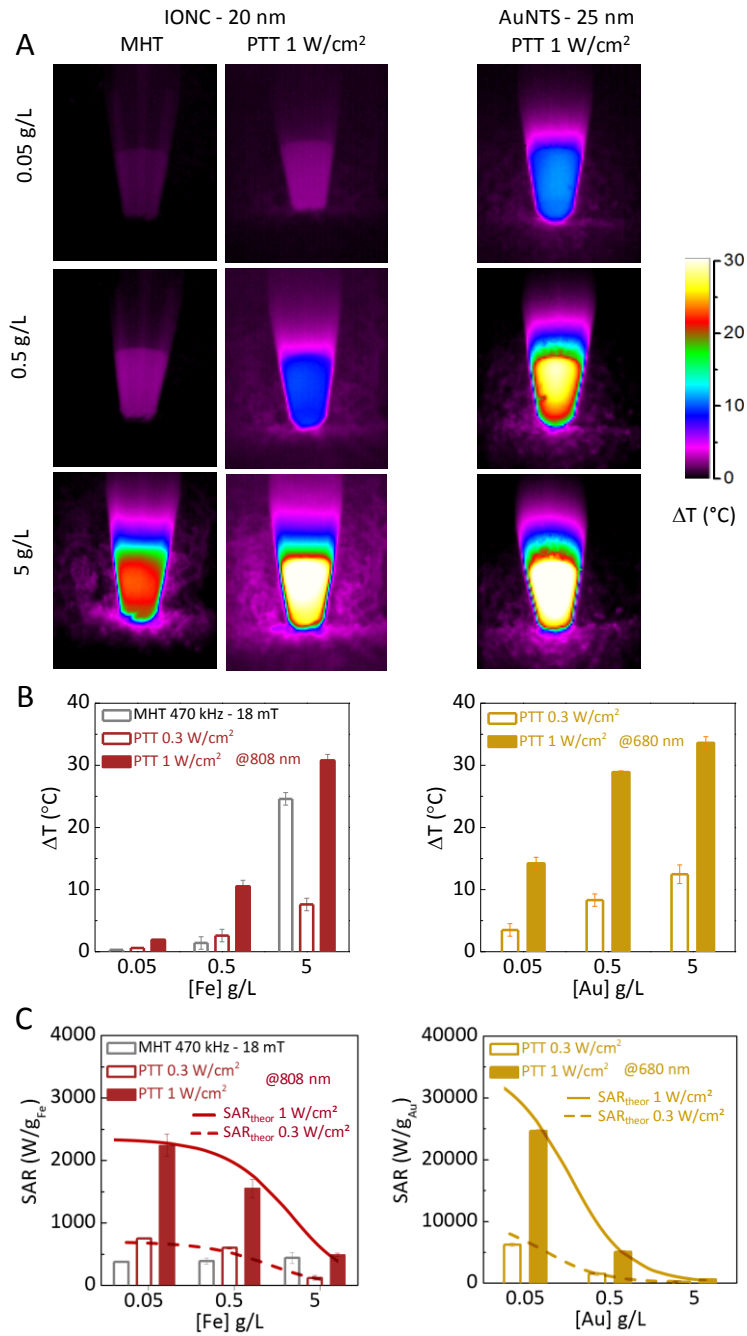 IONC - 20 nm
AuNTS - 25 nm
MHT
PTT 1 W/cm²
PTT 1 W/cm²
A
0.05 g/L
0.5 g/L
5 g/L
30
20
10
0
ΔT (°C)
B
40
30
20
10
0
ΔT (°C)
MHT 470 kHz - 18 mT
PTT 0.3 W/cm²
PTT 1 W/cm² @808 nm
0.05
0.5
5
[Fe] g/L
40
30
20
10
0
ΔT (°C)
PTT 0.3 W/cm²
PTT 1 W/cm² @680 nm
0.05
0.5
5
[Au] g/L
C
4000
3000
2000
1000
0
SAR (W/gFe)
MHT 470 kHz - 18 mT
PTT 0.3 W/cm²
PTT 1 W/cm²
@808 nm
SARtheor 1 W/cm²
SARtheor 0.3 W/cm²
0.05
0.5
5
[Fe] g/L
40000
30000
20000
10000
0
SAR (W/gAu)
PTT 0.3 W/cm²
PTT 1 W/cm²
@680 nm
SARtheor 1 W/cm²
SARtheor 0.3 W/cm²
0.05
0.5
5
[Au] g/L